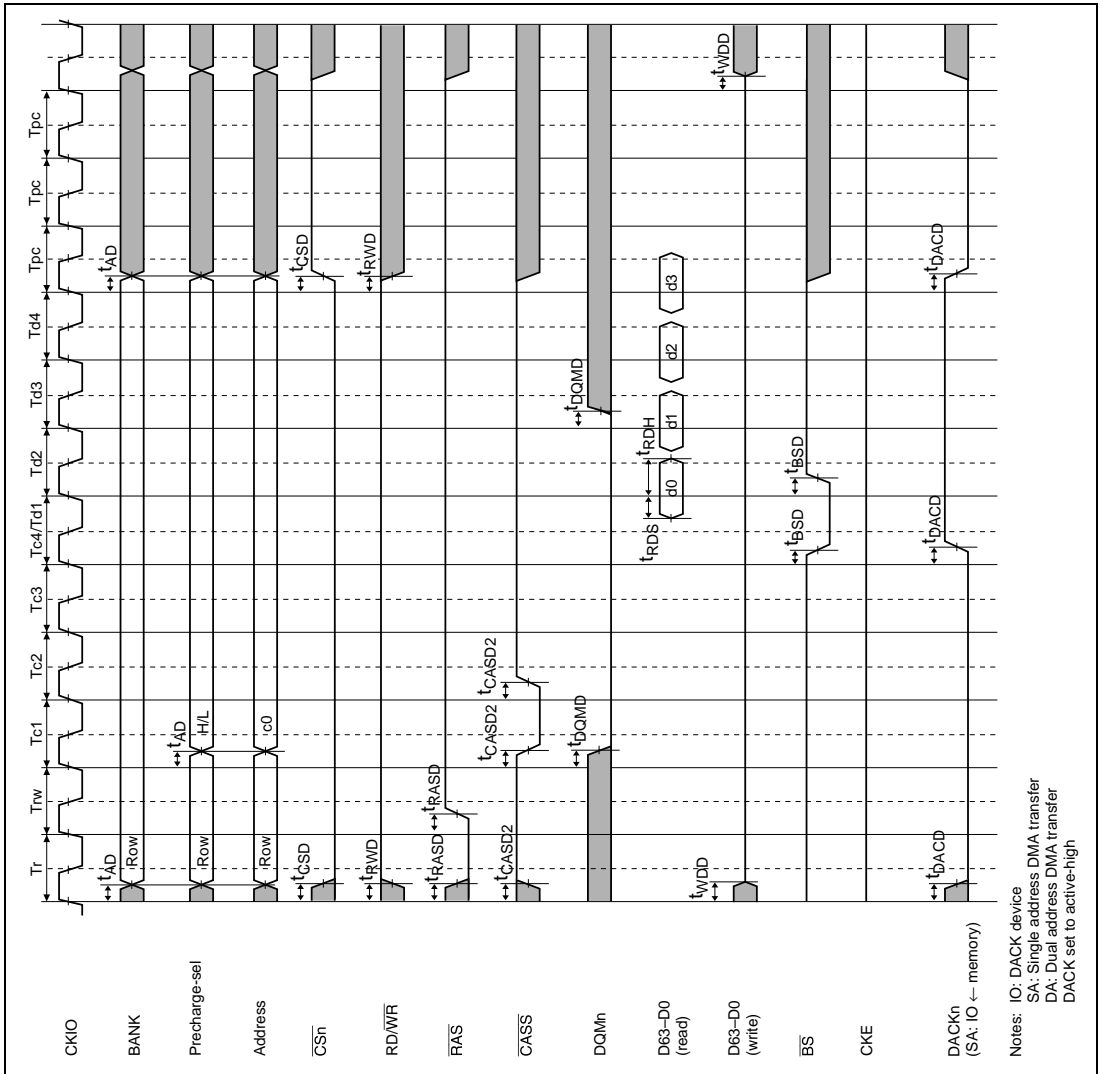 Tr
Trw
Tc1
Tc2
Tc3
Tc4/Td1
Td2
Td3
Td4
Tpc
Tpc
Tpc
CKIO
BANK
tAD
Row
tAD
Precharge-sel
Row
tAD
H/L
Address
Row
c0
CSn
tCSD
tCSD
RD/WR
tRWD
tRWD
RAS
tRASD
tRASD
CASS
tCASD2
tCASD2
tCASD2
DQMn
tDQMD
tDQMD
D63–D0
(read)
tRDS
d0
tRDH
d1
d2
d3
D63–D0
(write)
tWDD
tWDD
BS
tBSD
tBSD
CKE
DACKn
(SA: IO ← memory)
tDACD
tDACD
tDACD
Notes: IO: DACK device
SA: Single address DMA transfer
DA: Dual address DMA transfer
DACK set to active-high